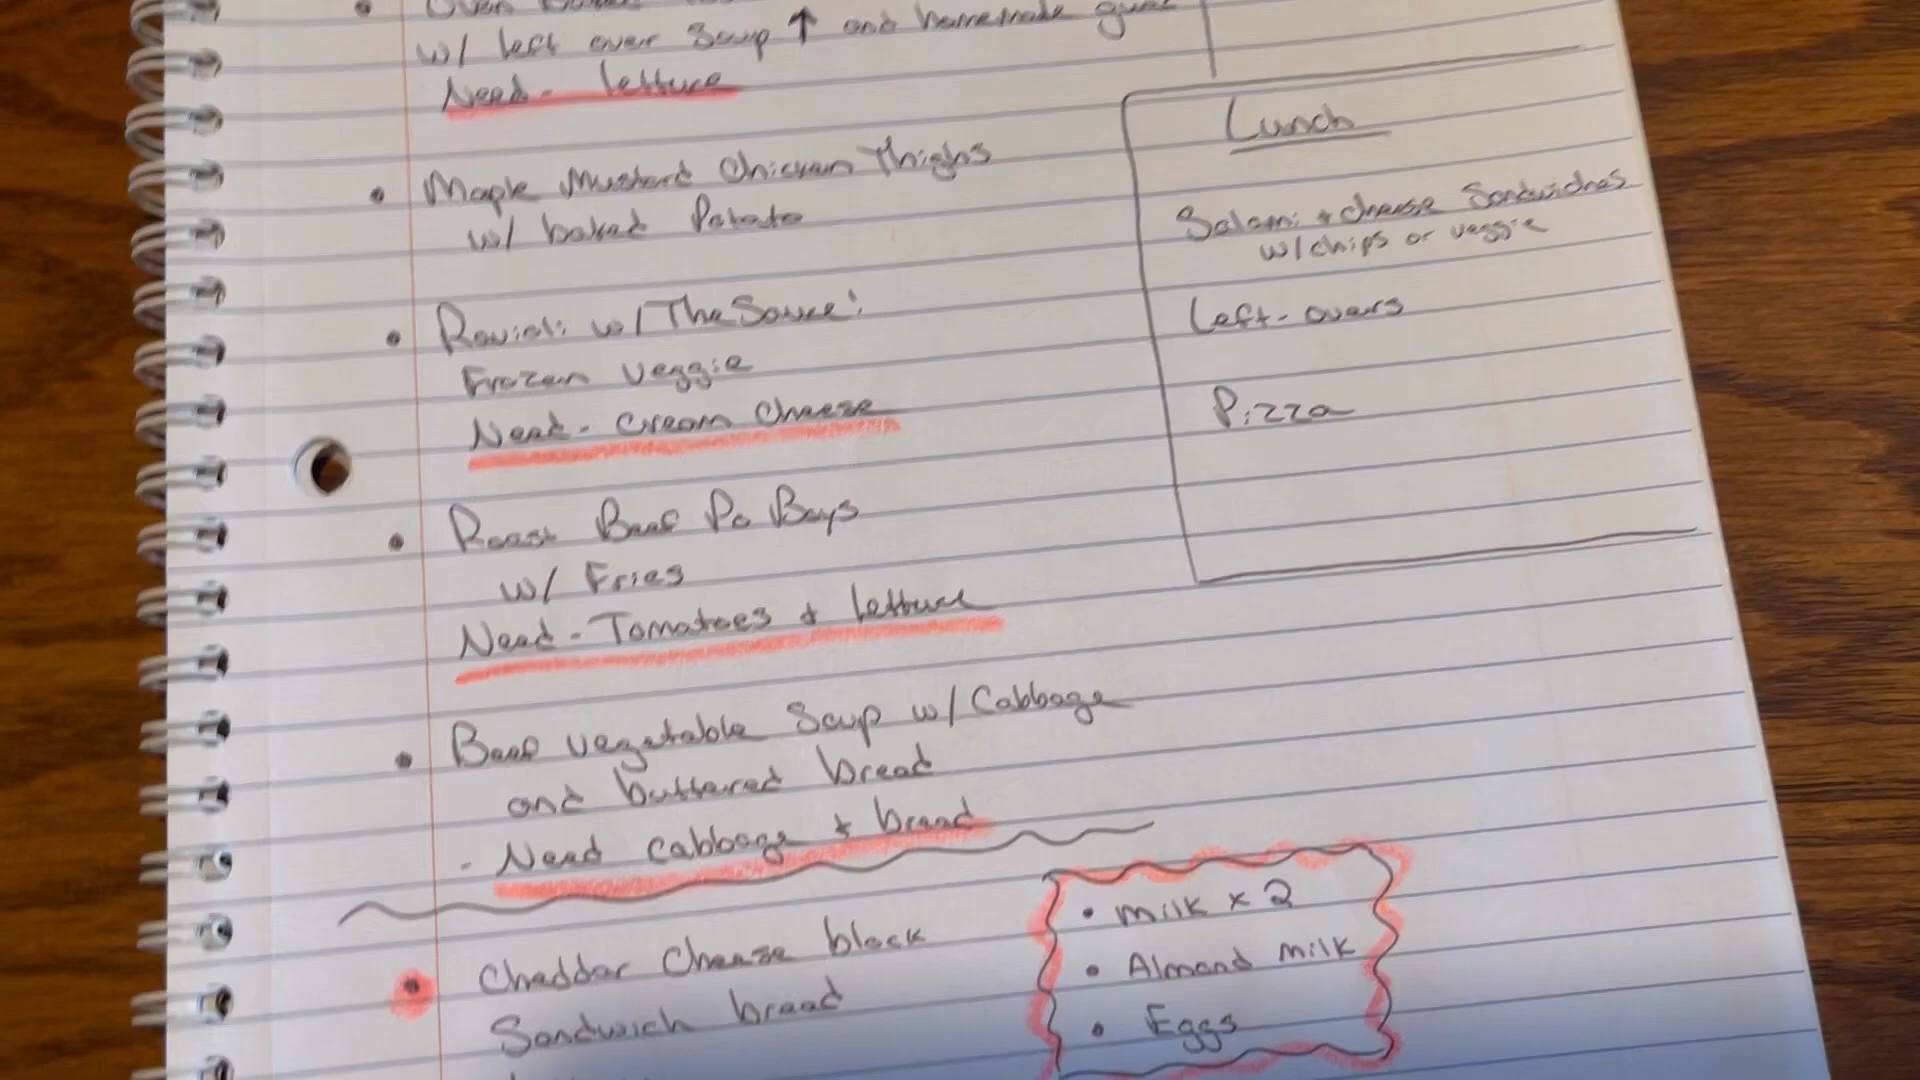 w/ left over Soup ↑ and homemade
Need - lettuce
• Maple Mustard Chicken Thighs
w/ baked Potato
• Ravioli w/ "The Sauce"
Frozen Veggie
Need - Cream Cheese
• Roast Beef Po Boys
w/ Fries
Need - Tomatoes + lettuce
• Beef Vegetable Soup w/ Cabbage
and buttered bread
- Need cabbage + bread
• Cheddar Cheese block
Sandwich bread
Lunch
Salami + cheese Sandwiches
w/ chips or veggie
Left-overs
Pizza
• milk x 2
• Almond milk
• Eggs